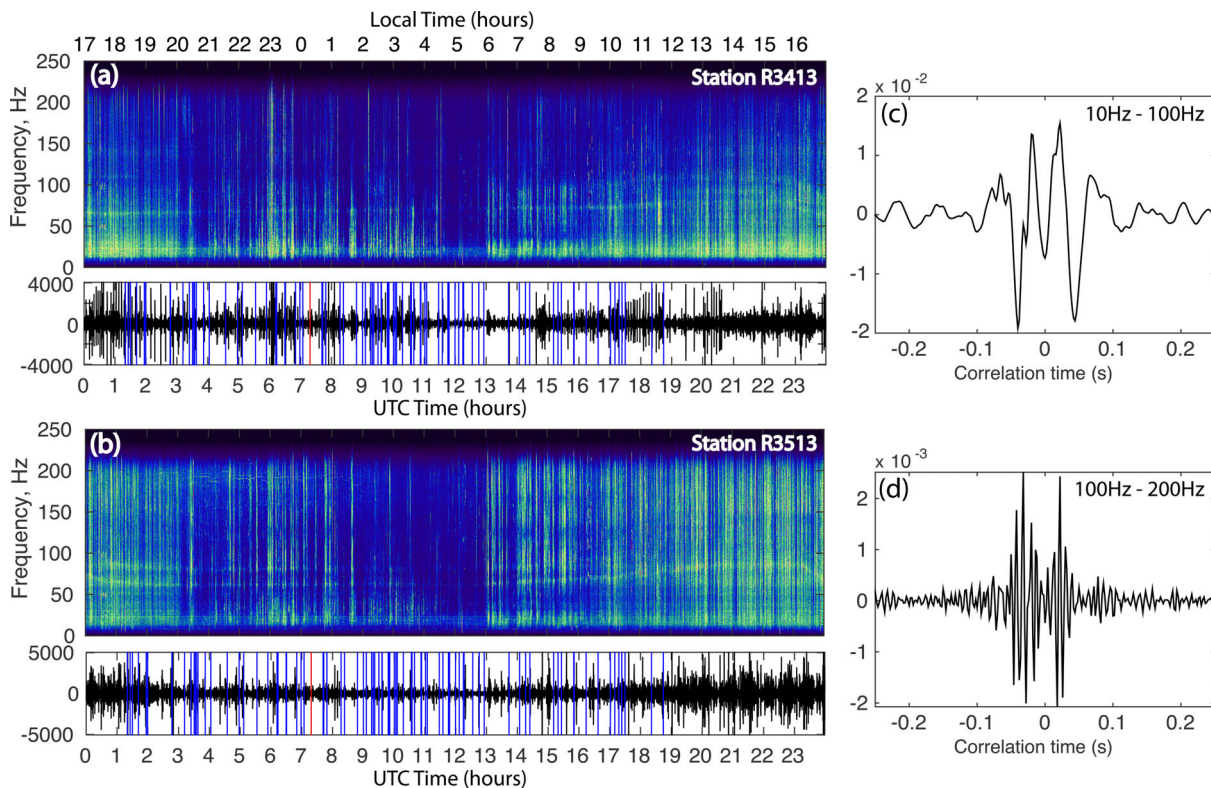 Local Time (hours)
17 18 19 20 21 22 23 0 1 2 3 4 5 6 7 8 9 10 11 12 13 14 15 16
(a) Station R3413
Frequency, Hz
250
200
150
100
50
0
4000
0
-4000
0 1 2 3 4 5 6 7 8 9 10 11 12 13 14 15 16 17 18 19 20 21 22 23
UTC Time (hours)
(b) Station R3513
Frequency, Hz
250
200
150
100
50
0
5000
0
-5000
0 1 2 3 4 5 6 7 8 9 10 11 12 13 14 15 16 17 18 19 20 21 22 23
UTC Time (hours)
x 10-2
(c) 10Hz - 100Hz
2
1
0
-1
-2
-0.2 -0.1 0 0.1 0.2
Correlation time (s)
x 10-3
(d) 100Hz - 200Hz
2
1
0
-1
-2
-0.2 -0.1 0 0.1 0.2
Correlation time (s)